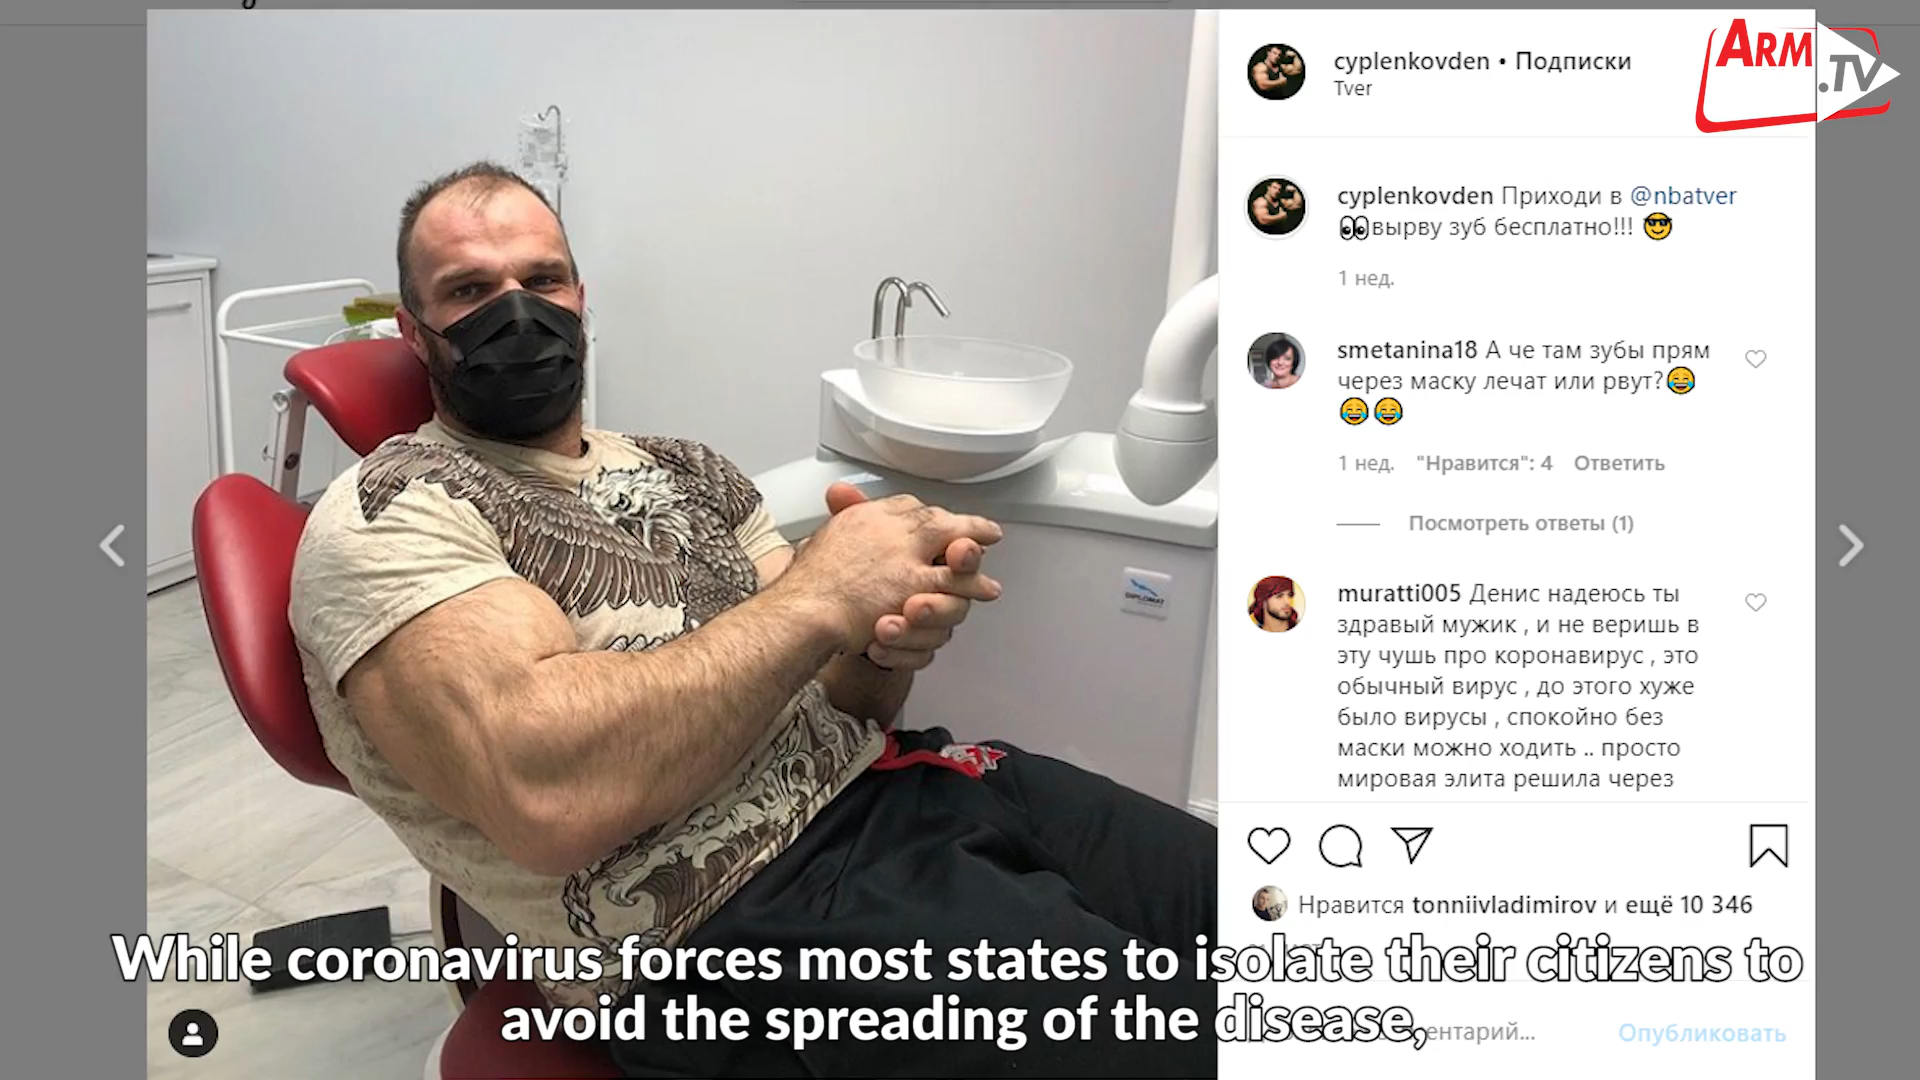 ARM
.TV
cyplenkovden • Подписки
Tver
cyplenkovden Приходи в @nbatver
👀вырву зуб бесплатно!!! 😎
1 нед.
smetanina18 А че там зубы прям
через маску лечат или рвут?😂
😂😂
1 нед. "Нравится": 4 Ответить
Посмотреть ответы (1)
muratti005 Денис надеюсь ты
здравый мужик , и не веришь в
эту чушь про коронавирус , это
обычный вирус , до этого хуже
было вирусы , спокойно без
маски можно ходить .. просто
мировая элита решила через
DIPLOMAT
Нравится tonniivladimirov и ещё 10 346
While coronavirus forces most states to isolate their citizens to
avoid the spreading of the disease,
Опубликовать